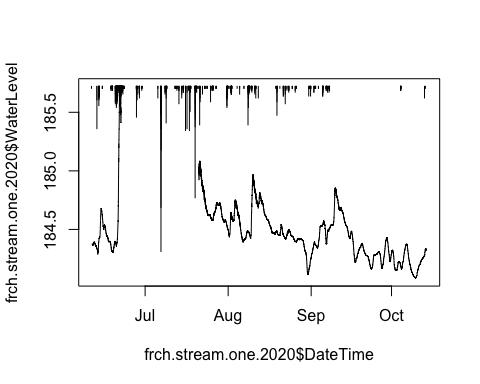 frch.stream.one.2020$WaterLevel
185.5
185.0
184.5
Jul Aug Sep Oct
frch.stream.one.2020$DateTime